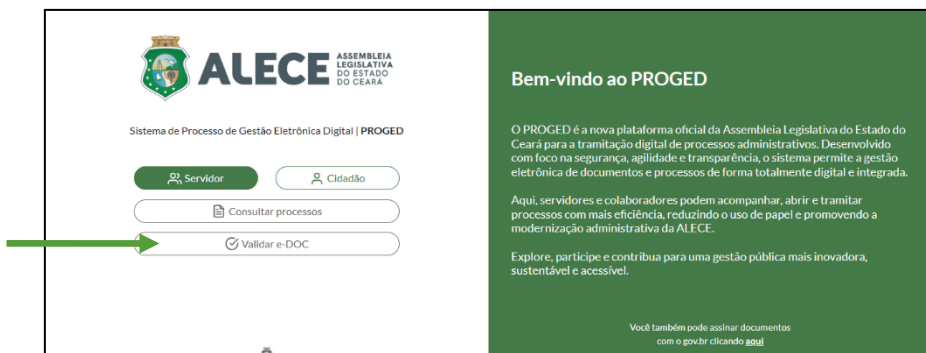 ALECE
ASSEMBLEIA
LEGISLATIVA
DO ESTADO
DO CEARÁ
Sistema de Processo de Gestão Eletrônica Digital | PROGED
Servidor
Cidadão
Consultar processos
Validar e-DOC
Bem-vindo ao PROGED
O PROGED é a nova plataforma oficial da Assembleia Legislativa do Estado do
Ceará para a tramitação digital de processos administrativos. Desenvolvido
com foco na segurança, agilidade e transparência, o sistema permite a gestão
eletrônica de documentos e processos de forma totalmente digital e integrada.
Aqui, servidores e colaboradores podem acompanhar, abrir e tramitar
processos com mais eficiência, reduzindo o uso de papel e promovendo a
modernização administrativa da ALECE.
Explore, participe e contribua para uma gestão pública mais inovadora,
sustentável e acessível.
Você também pode assinar documentos
com o gov.br clicando aqui